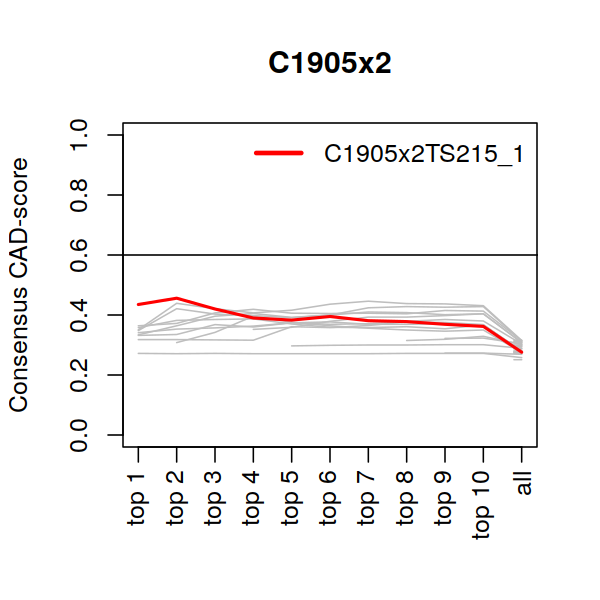 C1905x2
C1905x2TS215_1
Consensus CAD-score
1.0
0.8
0.6
0.4
0.2
0.0
top 1
top 2
top 3
top 4
top 5
top 6
top 7
top 8
top 9
top 10
all